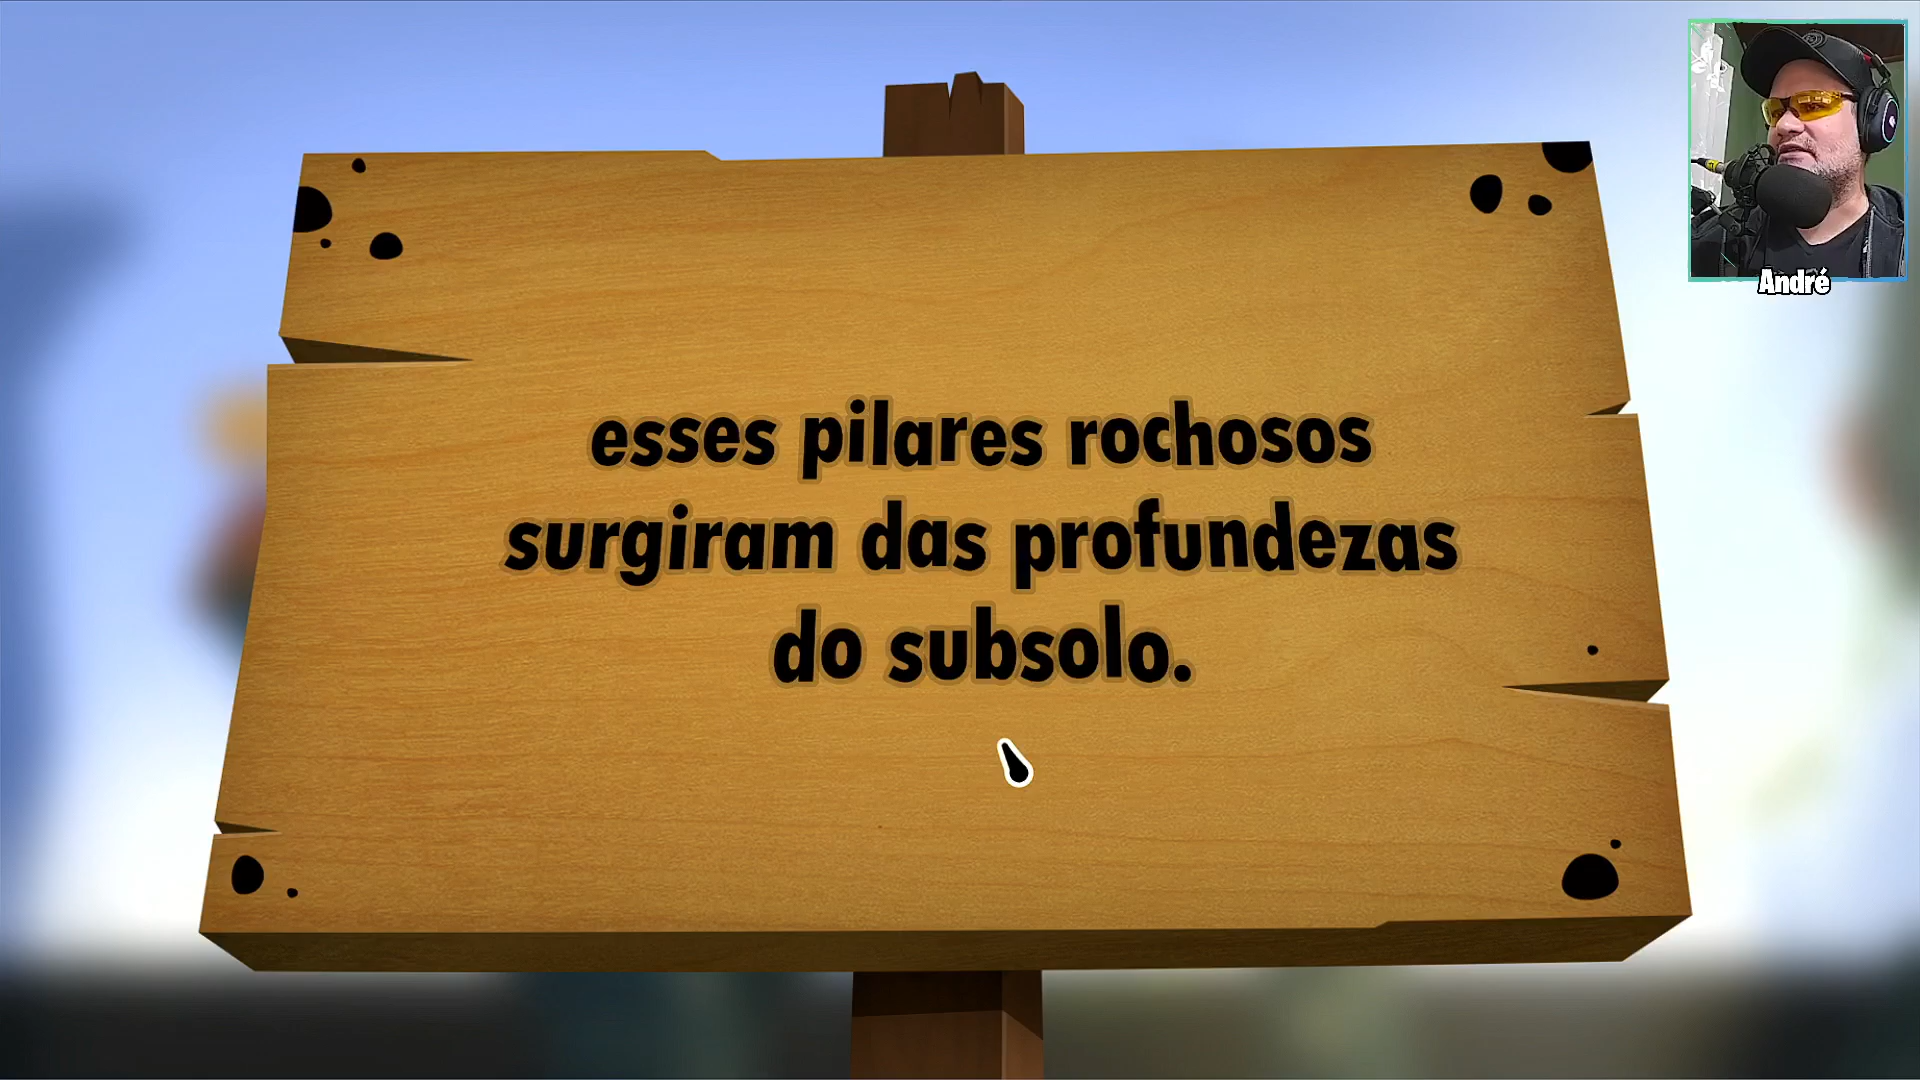 André
esses pilares rochosos
surgiram das profundezas
do subsolo.